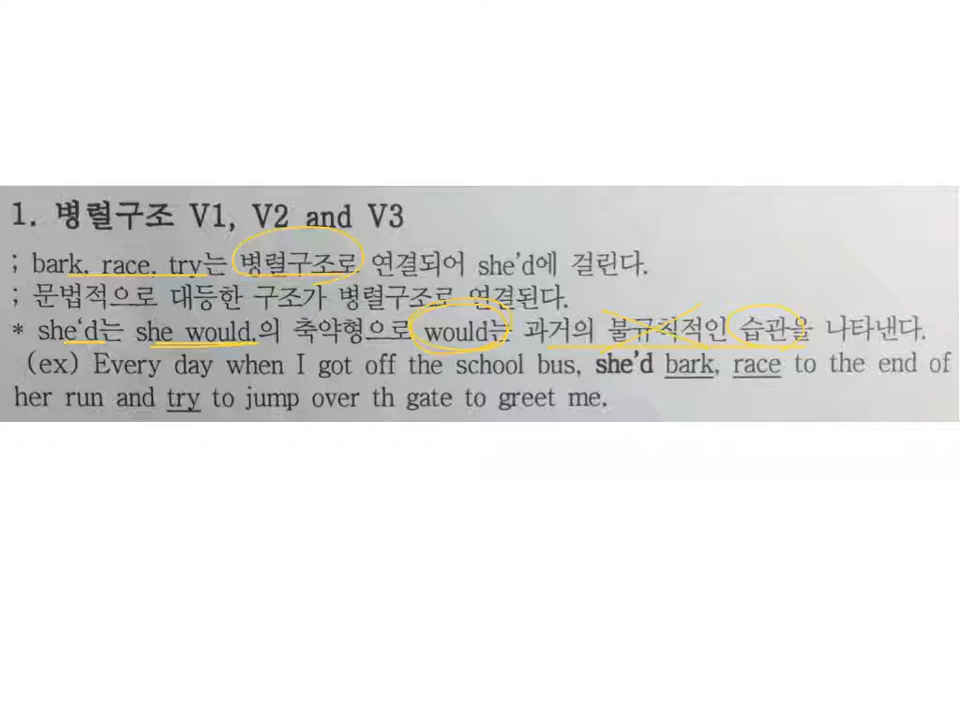 1. 병렬구조 V1, V2 and V3
; bark, race, try는 병렬구조로 연결되어 she'd에 걸린다.
; 문법적으로 대등한 구조가 병렬구조로 연결된다.
* she‘d는 she would의 축약형으로 would는 과거의 불규칙적인 습관을 나타낸다.
(ex) Every day when I got off the school bus, she'd bark, race to the end of
her run and try to jump over th gate to greet me.